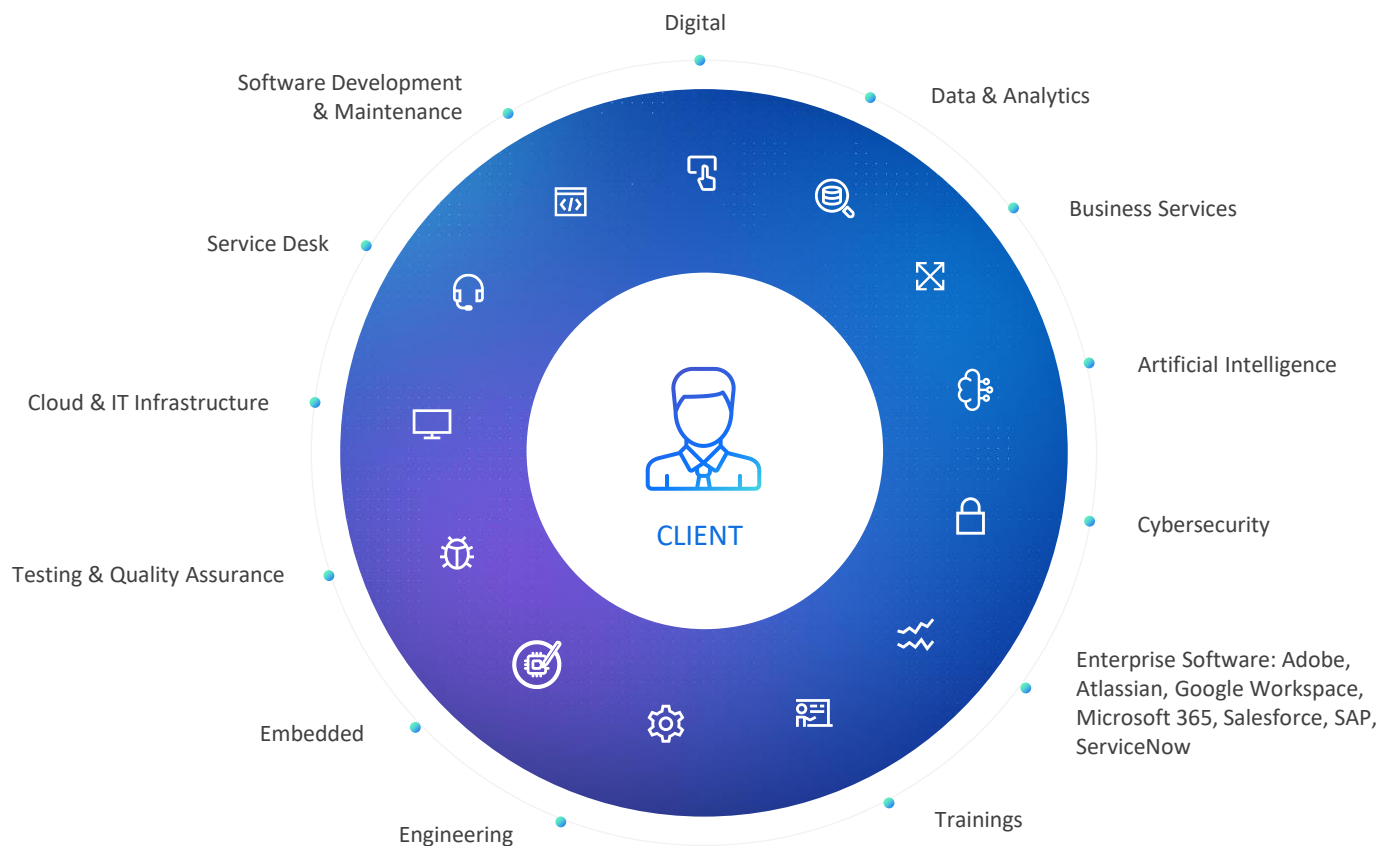 Digital
Data & Analytics
Business Services
Artificial Intelligence
Cybersecurity
Enterprise Software: Adobe,
Atlassian, Google Workspace,
Microsoft 365, Salesforce, SAP,
ServiceNow
Trainings
Engineering
Embedded
Testing & Quality Assurance
Cloud & IT Infrastructure
Service Desk
Software Development
& Maintenance
CLIENT